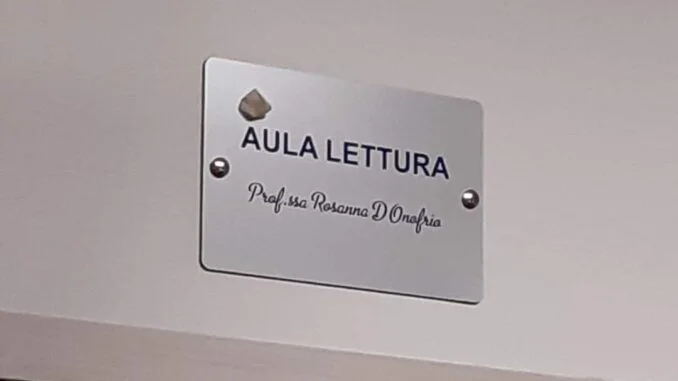 AULA LETTURA
Prof.ssa Rosanna D Onofrio